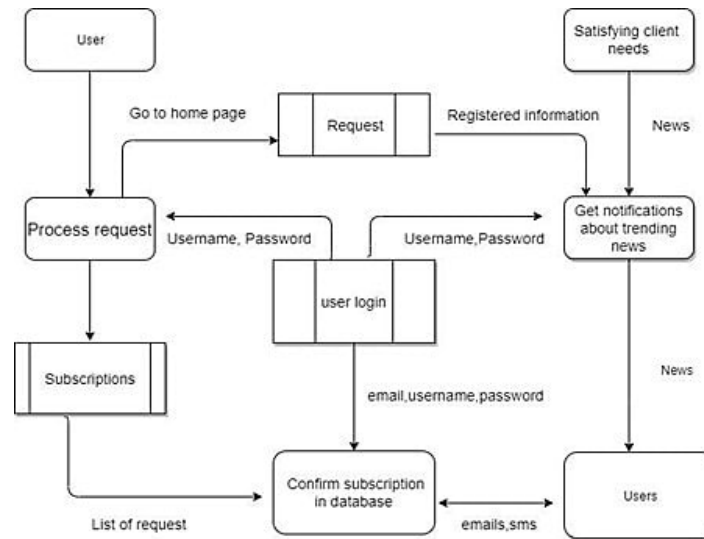 User
Satisfying client
needs
Go to home page
Request
Registered information
News
Process request
Username, Password
Username,Password
Get notifications
about trending
news
user login
Subscriptions
email,username,password
News
Confirm subscription
in database
List of request
emails,sms
Users